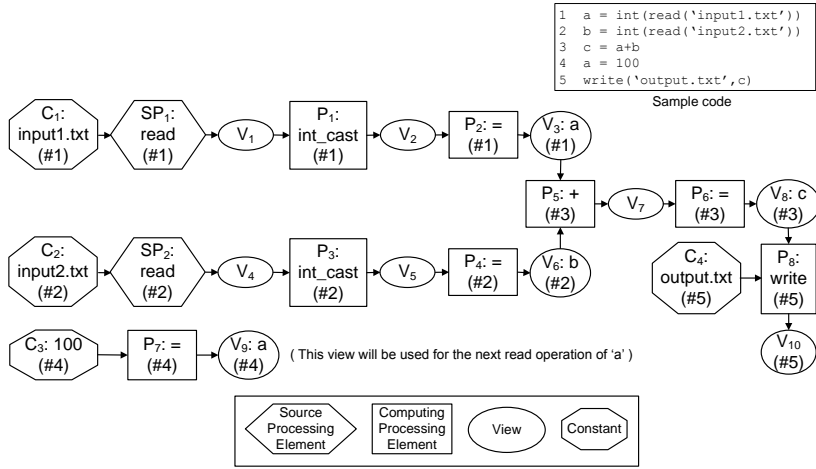 1 a = int(read(‘input1.txt’))
2 b = int(read(‘input2.txt’))
3 c = a+b
4 a = 100
5 write(‘output.txt’,c)
Sample code
C1:
input1.txt
(#1)
SP1:
read
(#1)
V1
P1:
int_cast
(#1)
V2
P2: =
(#1)
V3: a
(#1)
P5: +
(#3)
V7
P6: =
(#3)
V8: c
(#3)
C2:
input2.txt
(#2)
SP2:
read
(#2)
V4
P3:
int_cast
(#2)
V5
P4: =
(#2)
V6: b
(#2)
C4:
output.txt
(#5)
P8:
write
(#5)
V10
(#5)
C3: 100
(#4)
P7: =
(#4)
V9: a
(#4)
( This view will be used for the next read operation of ‘a’ )
Source
Processing
Element
Computing
Processing
Element
View
Constant